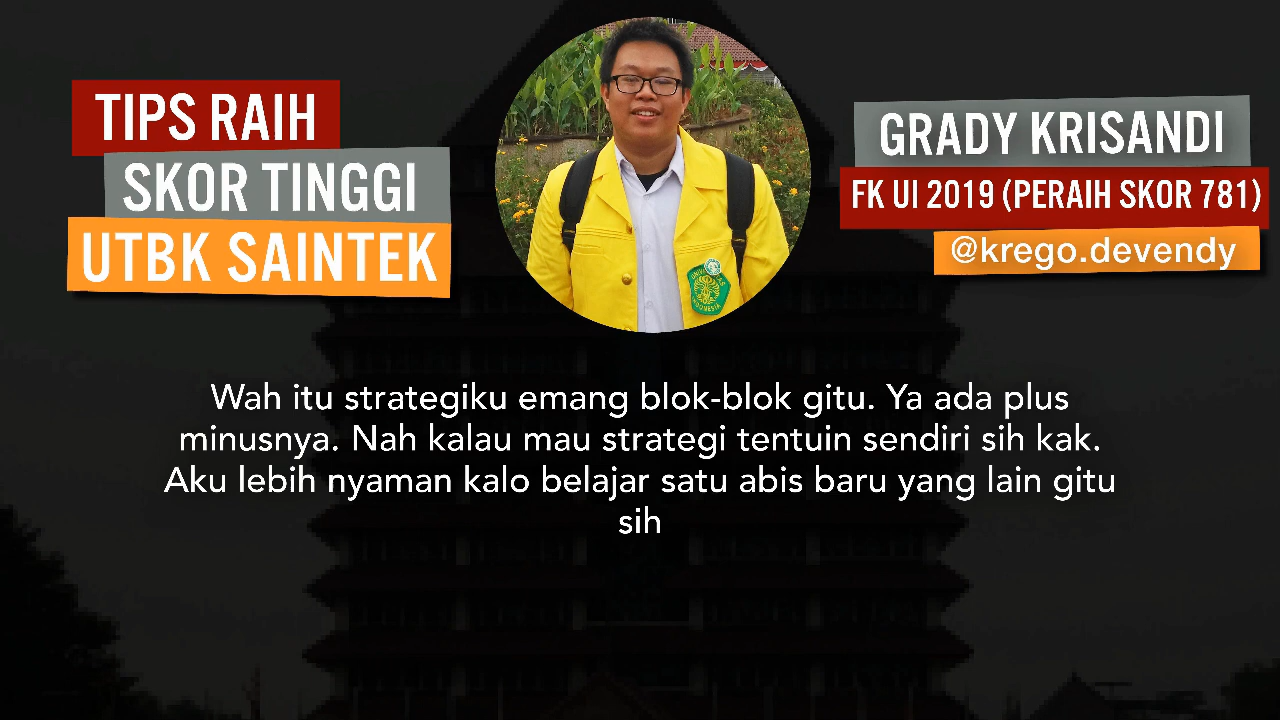 TIPS RAIH
SKOR TINGGI
UTBK SAINTEK
GRADY KRISANDI
FK UI 2019 (PERAIH SKOR 781)
@krego.devendy
Wah itu strategiku emang blok-blok gitu. Ya ada plus
minusnya. Nah kalau mau strategi tentuin sendiri sih kak.
Aku lebih nyaman kalo belajar satu abis baru yang lain gitu
sih